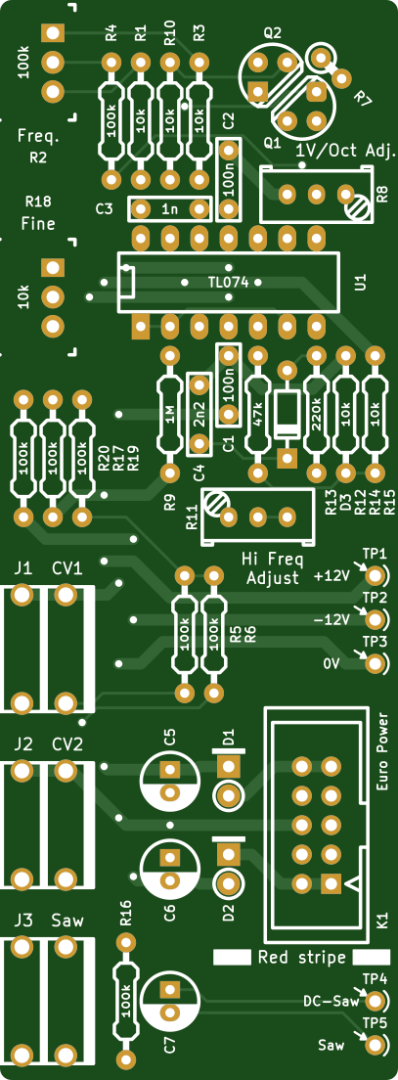 R4
R1
R10
R3
Q2
100k
100k
10k
10k
10k
R7
C2
Q1
Freq.
R2
1V/Oct Adj.
100n
R8
R18
Fine
C3
1n
10k
TL074
U1
1M
2n2
100n
47k
220k
10k
10k
C1
C4
R9
100k
100k
100k
R20
R17
R19
R13
D3
R12
R14
R15
R11
Hi Freq
Adjust
TP1
+12V
TP2
-12V
TP3
0V
J1 CV1
100k
100k
R5
R6
J2 CV2
C5
D1
Euro Power
C6
D2
K1
J3 Saw
R16
100k
C7
Red stripe
TP4
DC-Saw
TP5
Saw